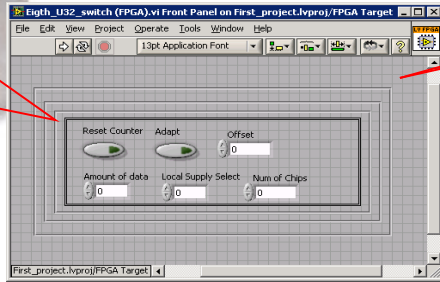 Eigth_U32_switch (FPGA).vi Front Panel on First_project.lvproj/FPGA Target
File Edit View Project Operate Tools Window Help
13pt Application Font
LV FPGA
Reset Counter Adapt Offset
0
Amount of data Local Supply Select Num of Chips
0 0 0
First_project.lvproj/FPGA Target